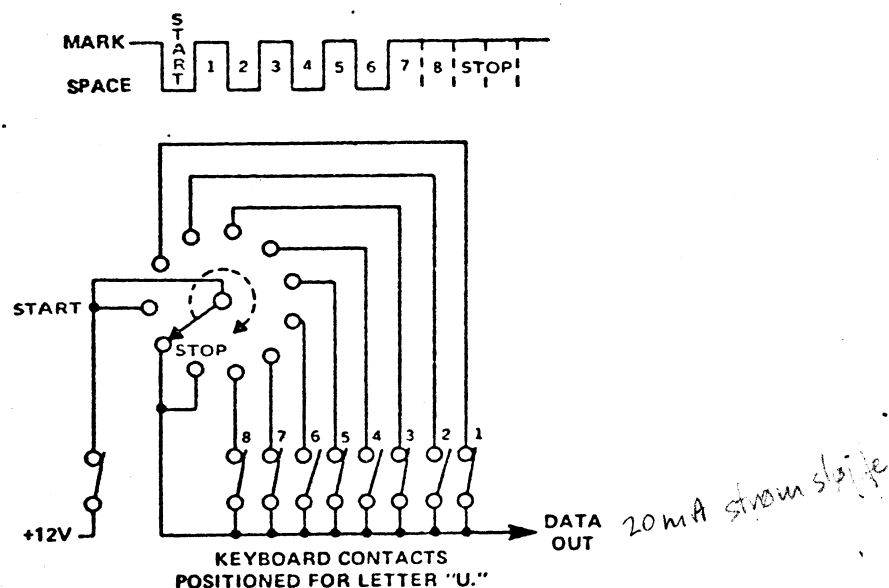 MARK
START
SPACE
1 2 3 4 5 6 7 8 STOP
START
STOP
8 7 6 5 4 3 2 1
+12V
DATA
OUT
20mA strømsløjfe
KEYBOARD CONTACTS
POSITIONED FOR LETTER "U."